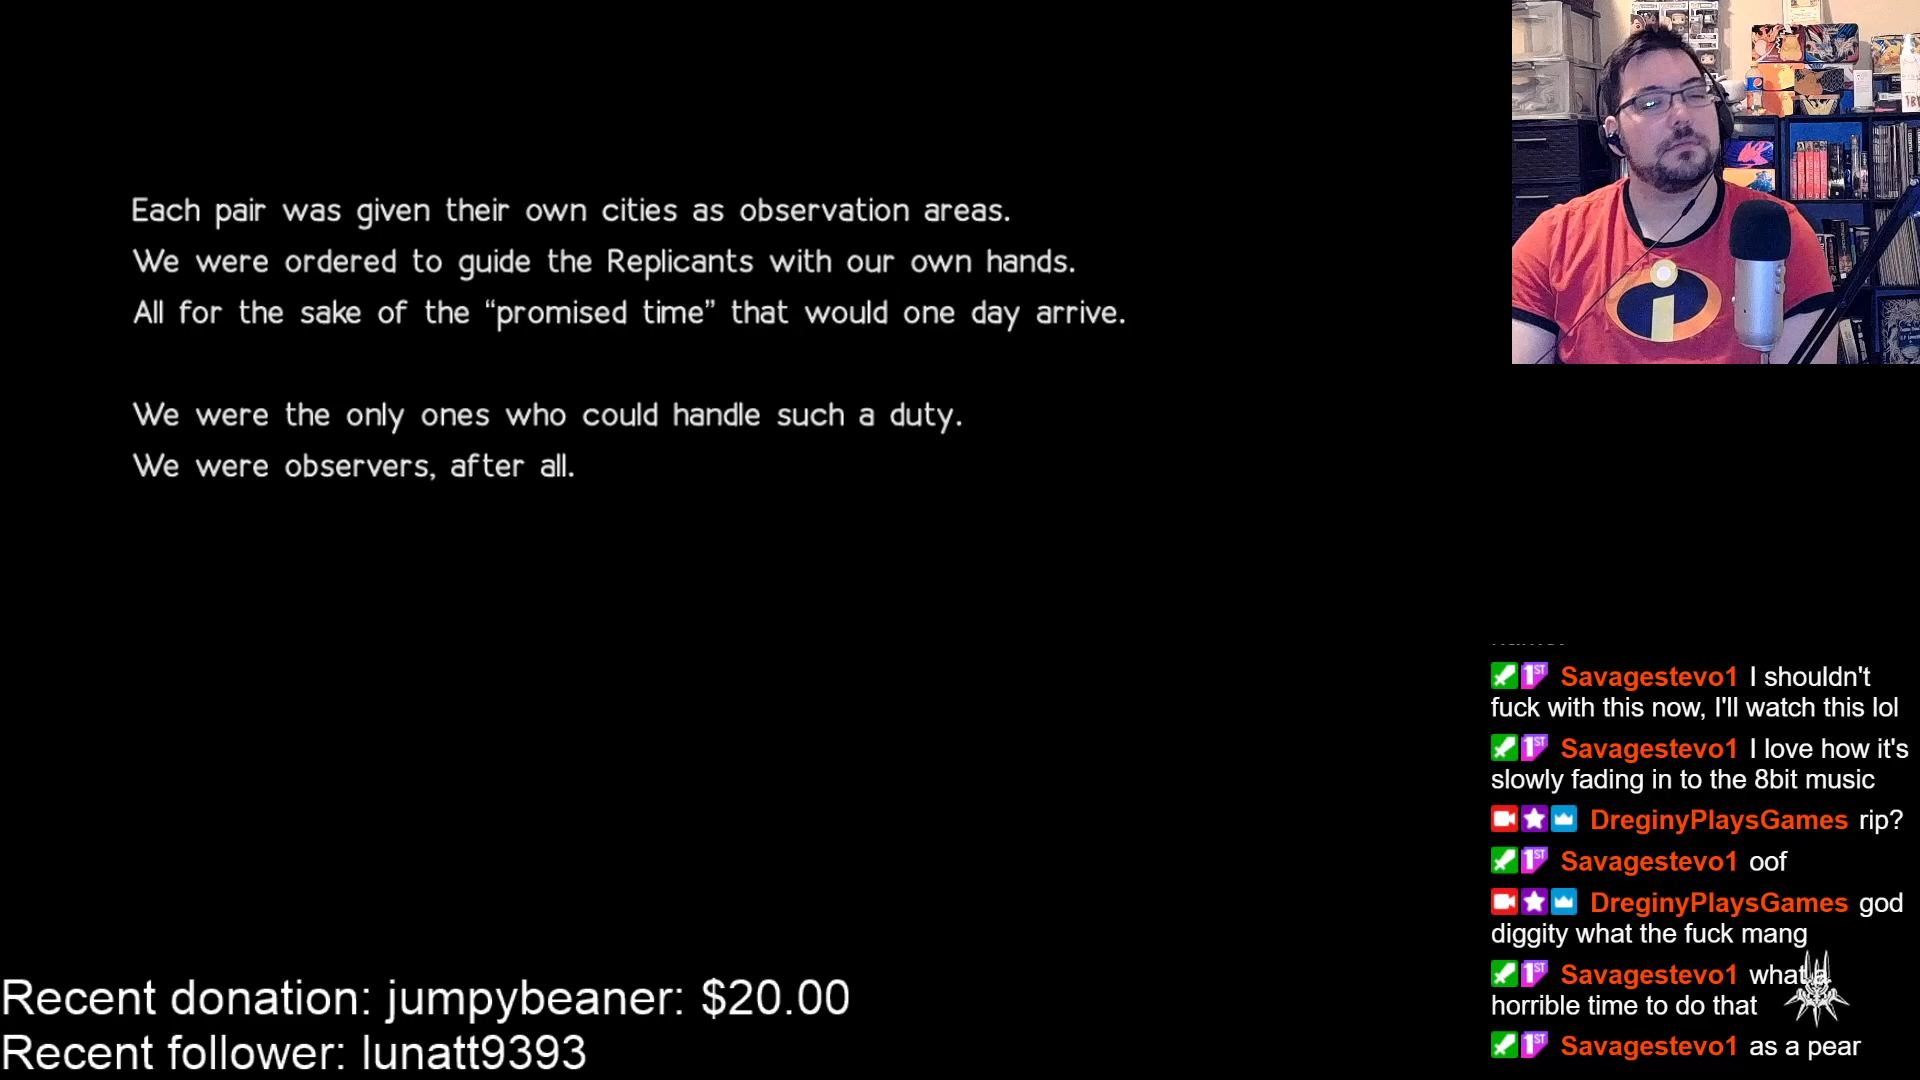 Each pair was given their own cities as observation areas.
We were ordered to guide the Replicants with our own hands.
All for the sake of the “promised time” that would one day arrive.
We were the only ones who could handle such a duty.
We were observers, after all.
Savagestevo1 I shouldn't
fuck with this now, I'll watch this lol
Savagestevo1 I love how it's
slowly fading in to the 8bit music
DreginyPlaysGames rip?
Savagestevo1 oof
DreginyPlaysGames god
diggity what the fuck mang
Savagestevo1 what a
horrible time to do that
Savagestevo1 as a pear
Recent donation: jumpybeaner: $20.00
Recent follower: lunatt9393